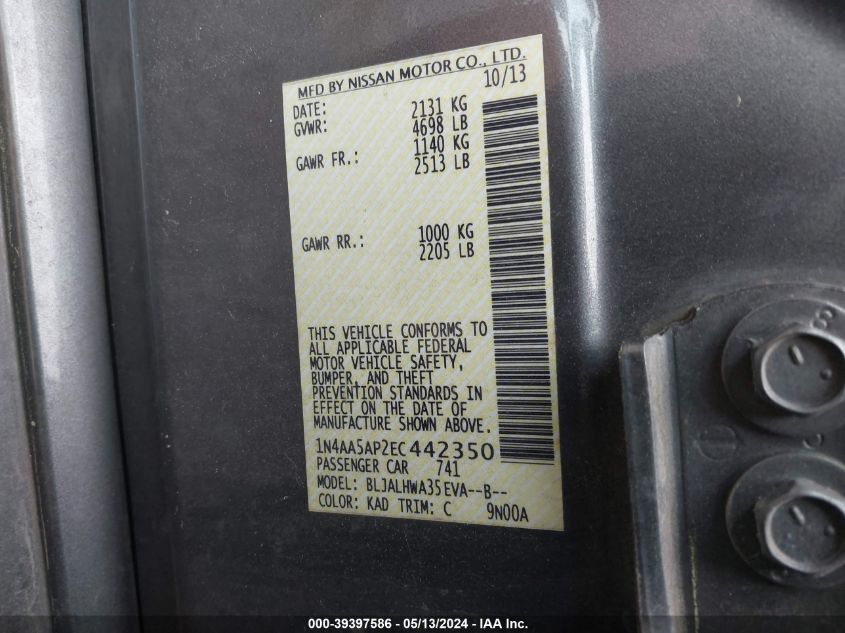 MFD BY NISSAN MOTOR CO., LTD.
DATE: 10/13
GVWR: 2131 KG
4698 LB
GAWR FR.: 1140 KG
2513 LB
GAWR RR.: 1000 KG
2205 LB
THIS VEHICLE CONFORMS TO
ALL APPLICABLE FEDERAL
MOTOR VEHICLE SAFETY,
BUMPER, AND THEFT
PREVENTION STANDARDS IN
EFFECT ON THE DATE OF
MANUFACTURE SHOWN ABOVE.
1N4AA5AP2EC442350
PASSENGER CAR 741
MODEL: BLJALHWA35EVA--B--
COLOR: KAD TRIM: C 9N00A
000-39397586 - 05/13/2024 - IAA Inc.